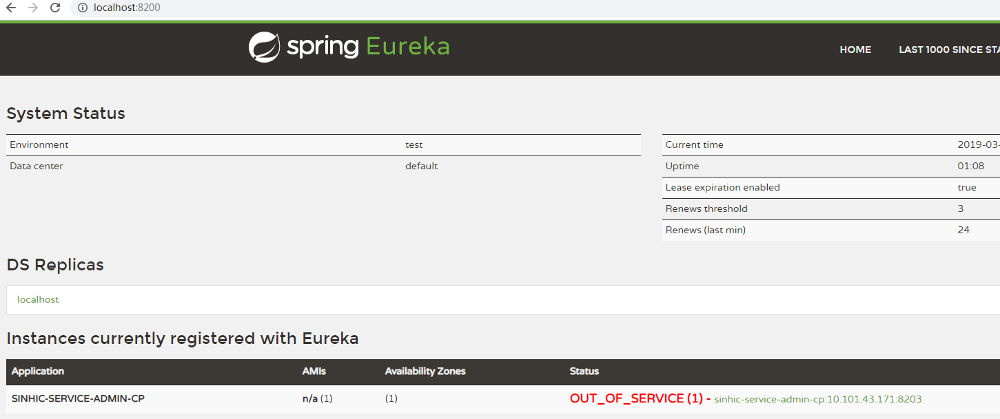 localhost:8200
spring Eureka
HOME LAST 1000 SINCE STA
System Status
Environment test
Data center default
Current time 2019-03-
Uptime 01:08
Lease expiration enabled true
Renews threshold 3
Renews (last min) 24
DS Replicas
localhost
Instances currently registered with Eureka
Application AMIs Availability Zones Status
SINHIC-SERVICE-ADMIN-CP n/a (1) (1) OUT_OF_SERVICE (1) - sinhic-service-admin-cp:10.101.43.171:8203